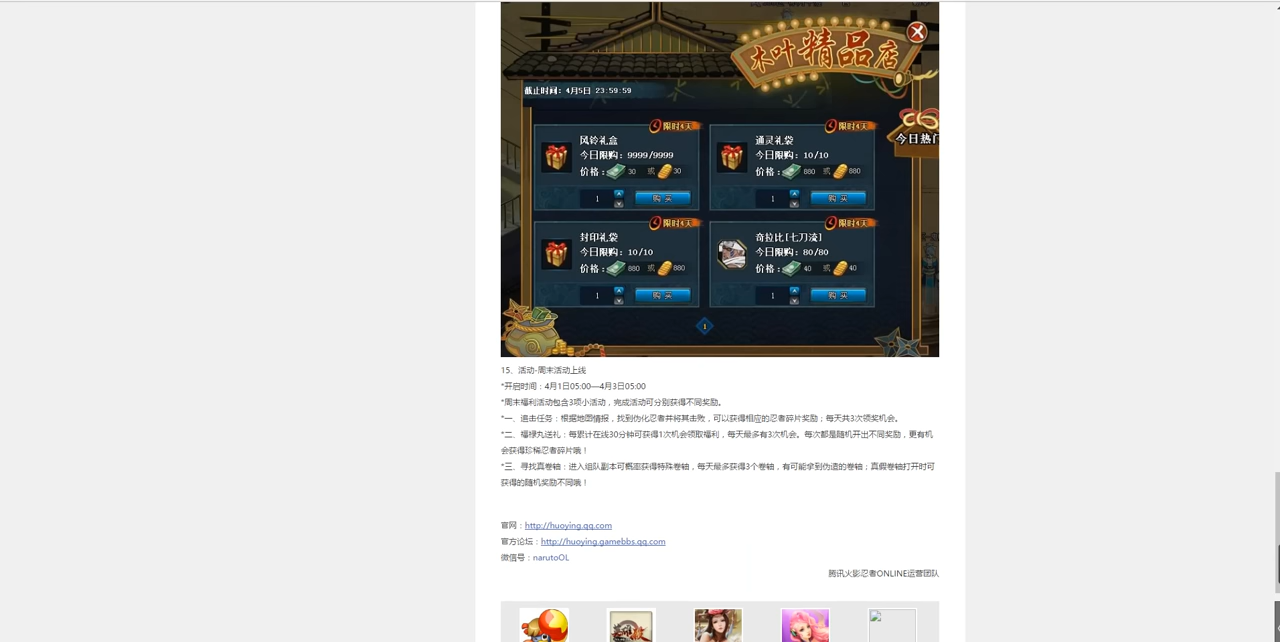 木叶精品店
截止时间：4月5日 23:59:59
今日热门
限时4天
风铃礼盒
今日限购：9999/9999
价格： 30 或 30
1 购买
限时4天
通灵礼袋
今日限购：10/10
价格： 880 或 880
1 购买
限时4天
封印礼袋
今日限购：10/10
价格： 880 或 880
1 购买
限时4天
奇拉比[七刀流]
今日限购：80/80
价格： 40 或 40
1 购买
1
15、活动-周末活动上线
*开启时间：4月1日05:00—4月3日05:00
*周末福利活动包含3项小活动，完成活动可分别获得不同奖励。
*一、追击任务：根据地图情报，找到伪化忍者并将其击败，可以获得相应的忍者碎片奖励；每天共3次领奖机会。
*二、福禄丸送礼：每累计在线30分钟可获得1次机会领取福利，每天最多有3次机会。每次都是随机开出不同奖励，更有机
会获得珍稀忍者碎片哦！
*三、寻找真卷轴：进入组队副本可概率获得特殊卷轴，每天最多获得3个卷轴，有可能拿到伪造的卷轴；真假卷轴打开时可
获得的随机奖励不同哦！
官网：http://huoying.qq.com
官方论坛：http://huoying.gamebbs.qq.com
微信号：narutoOL
腾讯火影忍者ONLINE运营团队